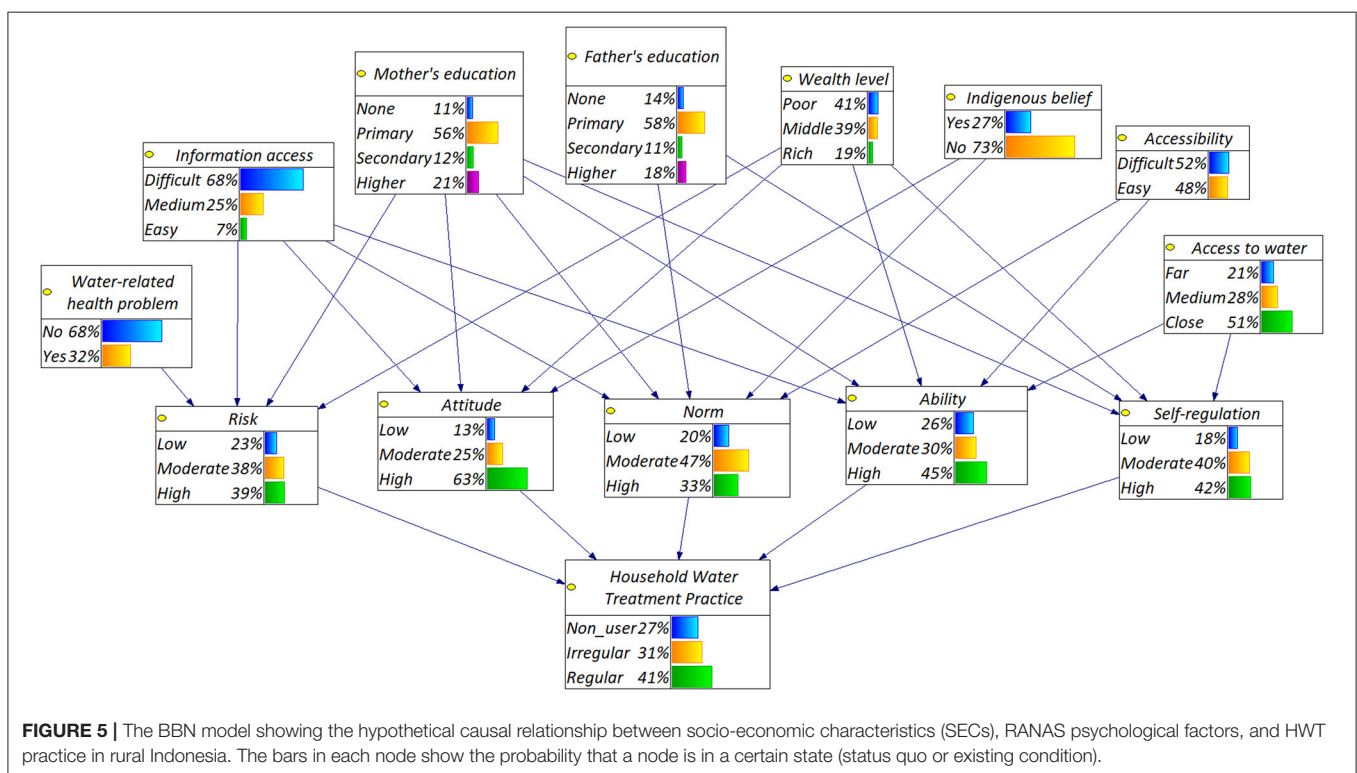 Mother's education
None 11%
Primary 56%
Secondary 12%
Higher 21%
Father's education
None 14%
Primary 58%
Secondary 11%
Higher 18%
Wealth level
Poor 41%
Middle 39%
Rich 19%
Indigenous belief
Yes 27%
No 73%
Accessibility
Difficult 52%
Easy 48%
Information access
Difficult 68%
Medium 25%
Easy 7%
Access to water
Far 21%
Medium 28%
Close 51%
Water-related
health problem
No 68%
Yes 32%
Risk
Low 23%
Moderate 38%
High 39%
Attitude
Low 13%
Moderate 25%
High 63%
Norm
Low 20%
Moderate 47%
High 33%
Ability
Low 26%
Moderate 30%
High 45%
Self-regulation
Low 18%
Moderate 40%
High 42%
Household Water
Treatment Practice
Non_user 27%
Irregular 31%
Regular 41%
FIGURE 5 | The BBN model showing the hypothetical causal relationship between socio-economic characteristics (SECs), RANAS psychological factors, and HWT
practice in rural Indonesia. The bars in each node show the probability that a node is in a certain state (status quo or existing condition).